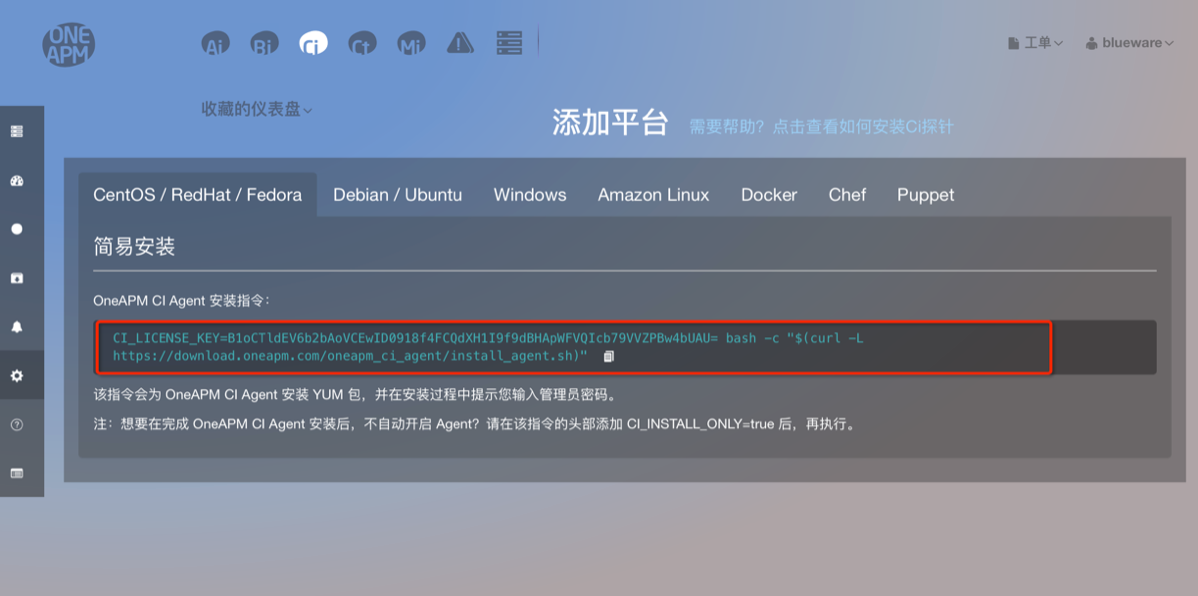 ONE
APM
Ai Bi Ci Ct Mi
工单 blueware
收藏的仪表盘
添加平台 需要帮助？点击查看如何安装Ci探针
CentOS / RedHat / Fedora Debian / Ubuntu Windows Amazon Linux Docker Chef Puppet
简易安装
OneAPM CI Agent 安装指令：
CI_LICENSE_KEY=B1oCTldEV6b2bAoVCEwID0918f4FCQdXH1I9f9dBHApWFVQIcb79VVZPBw4bUAU= bash -c "$(curl -L
https://download.oneapm.com/oneapm_ci_agent/install_agent.sh)"
该指令会为 OneAPM CI Agent 安装 YUM 包，并在安装过程中提示您输入管理员密码。
注：想要在完成 OneAPM CI Agent 安装后，不自动开启 Agent？请在该指令的头部添加 CI_INSTALL_ONLY=true 后，再执行。